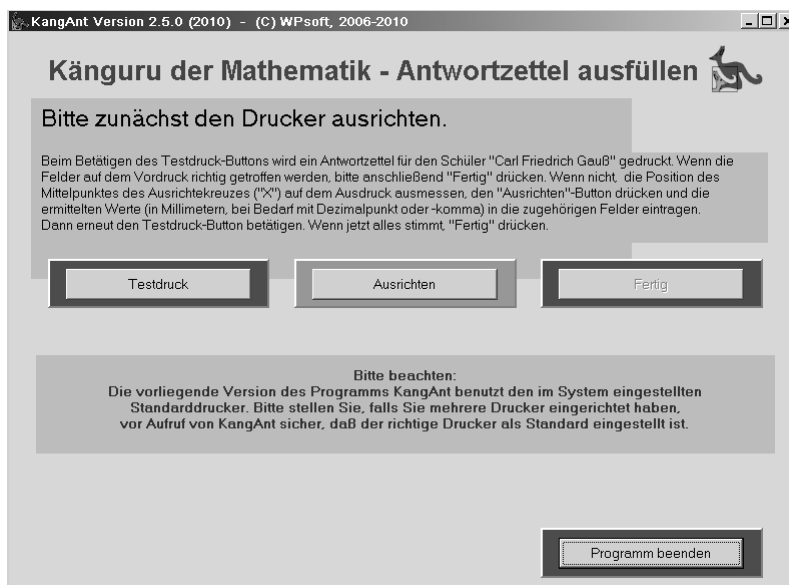 KangAnt Version 2.5.0 (2010) - (C) WPsoft, 2006-2010
Känguru der Mathematik - Antwortzettel ausfüllen
Bitte zunächst den Drucker ausrichten.
Beim Betätigen des Testdruck-Buttons wird ein Antwortzettel für den Schüler "Carl Friedrich Gauß" gedruckt. Wenn die
Felder auf dem Vordruck richtig getroffen werden, bitte anschließend "Fertig" drücken. Wenn nicht, die Position des
Mittelpunktes des Ausrichtekreuzes ("X") auf dem Ausdruck ausmessen, den "Ausrichten"-Button drücken und die
ermittelten Werte (in Millimetern, bei Bedarf mit Dezimalpunkt oder -komma) in die zugehörigen Felder eintragen.
Dann erneut den Testdruck-Button betätigen. Wenn jetzt alles stimmt, "Fertig" drücken.
Testdruck
Ausrichten
Fertig
Bitte beachten:
Die vorliegende Version des Programms KangAnt benutzt den im System eingestellten
Standarddrucker. Bitte stellen Sie, falls Sie mehrere Drucker eingerichtet haben,
vor Aufruf von KangAnt sicher, daß der richtige Drucker als Standard eingestellt ist.
Programm beenden